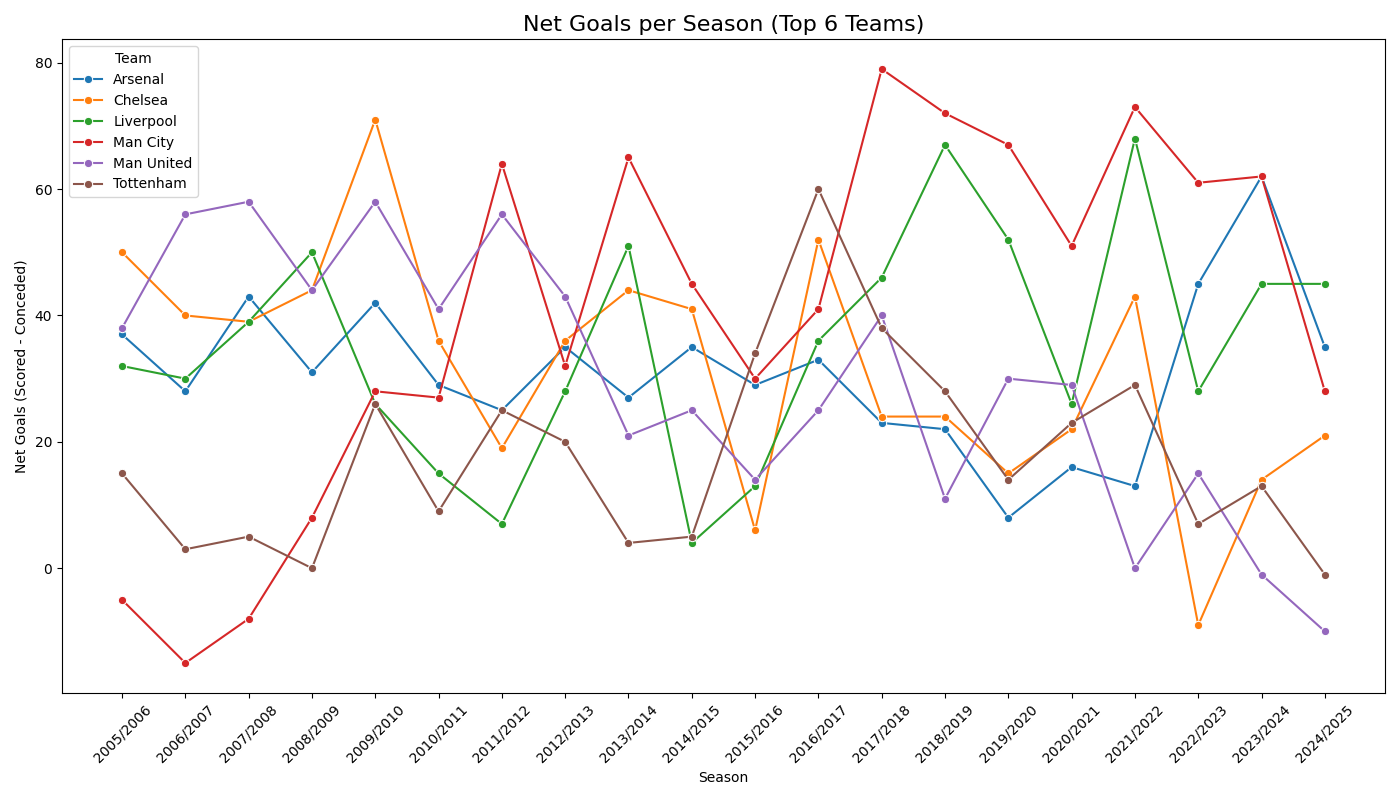 Net Goals per Season (Top 6 Teams)
Team
Arsenal
Chelsea
Liverpool
Man City
Man United
Tottenham
Net Goals (Scored - Conceded)
80
60
40
20
0
2005/2006
2006/2007
2007/2008
2008/2009
2009/2010
2010/2011
2011/2012
2012/2013
2013/2014
2014/2015
2015/2016
2016/2017
2017/2018
2018/2019
2019/2020
2020/2021
2021/2022
2022/2023
2023/2024
2024/2025
Season